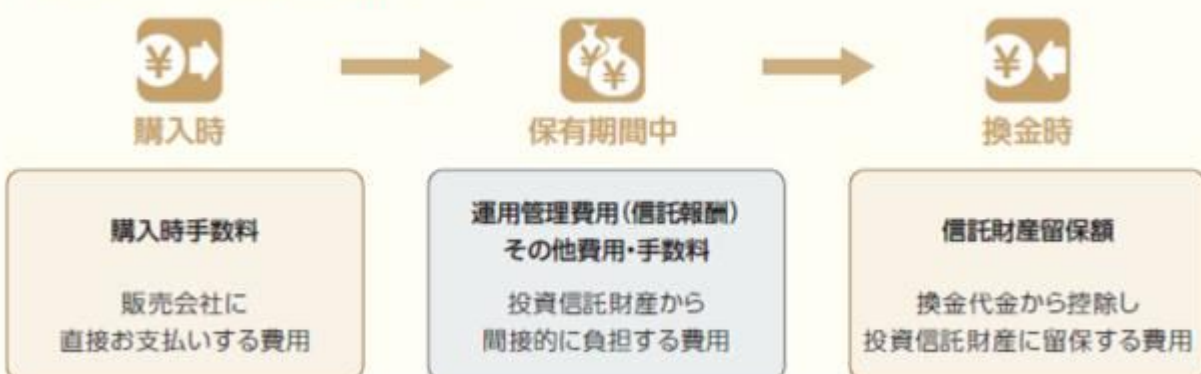 購入時
保有期間中
換金時
購入時手数料
販売会社に
直接お支払いする費用
運用管理費用(信託報酬)
その他費用・手数料
投資信託財産から
間接的に負担する費用
信託財産留保額
換金代金から控除し
投資信託財産に留保する費用